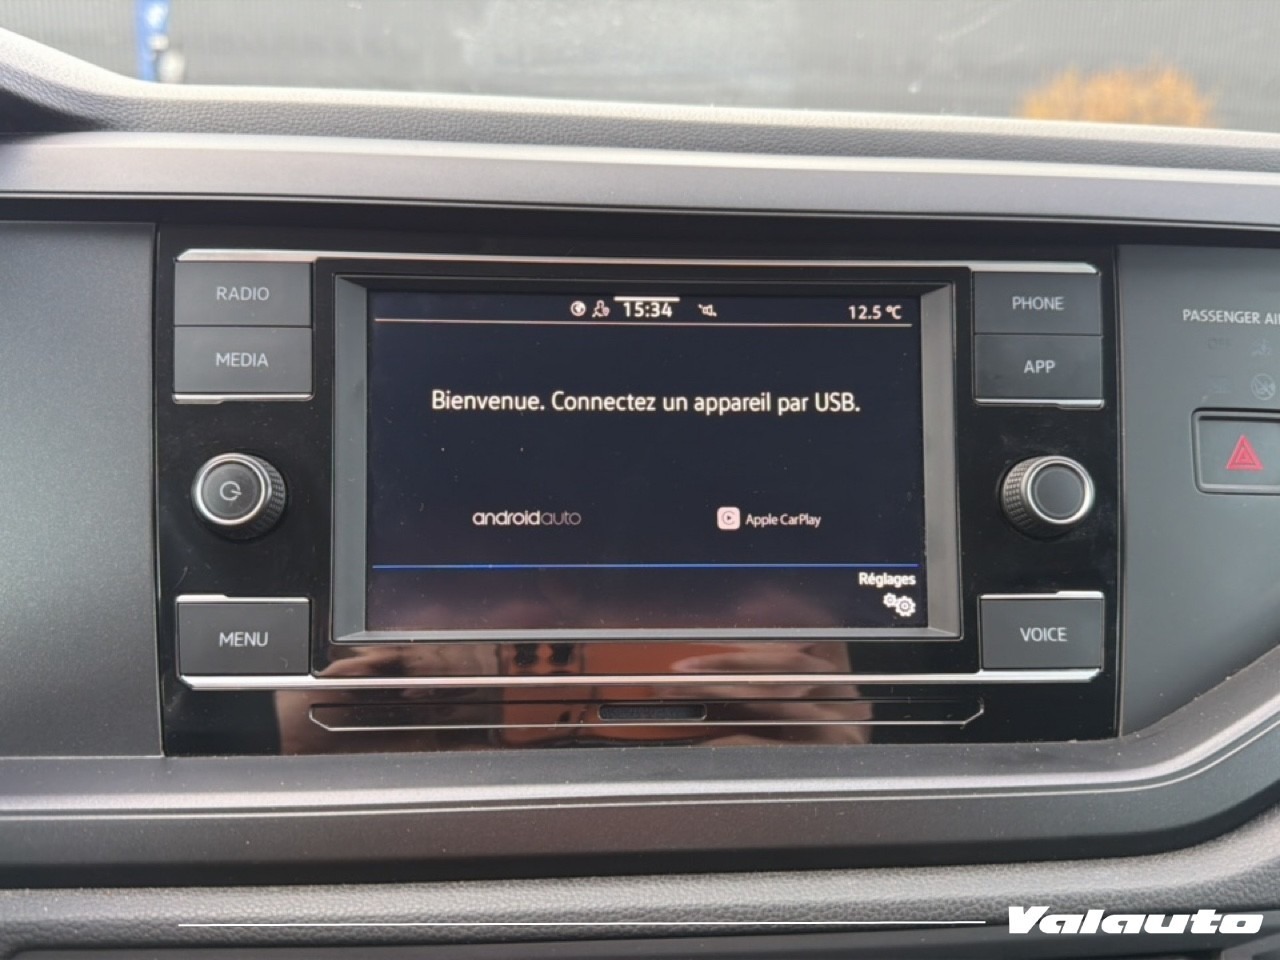 RADIO
MEDIA
MENU
15:34
12.5 °C
Bienvenue. Connectez un appareil par USB.
androidauto
Apple CarPlay
Réglages
PHONE
APP
VOICE
PASSENGER AI
Valauto